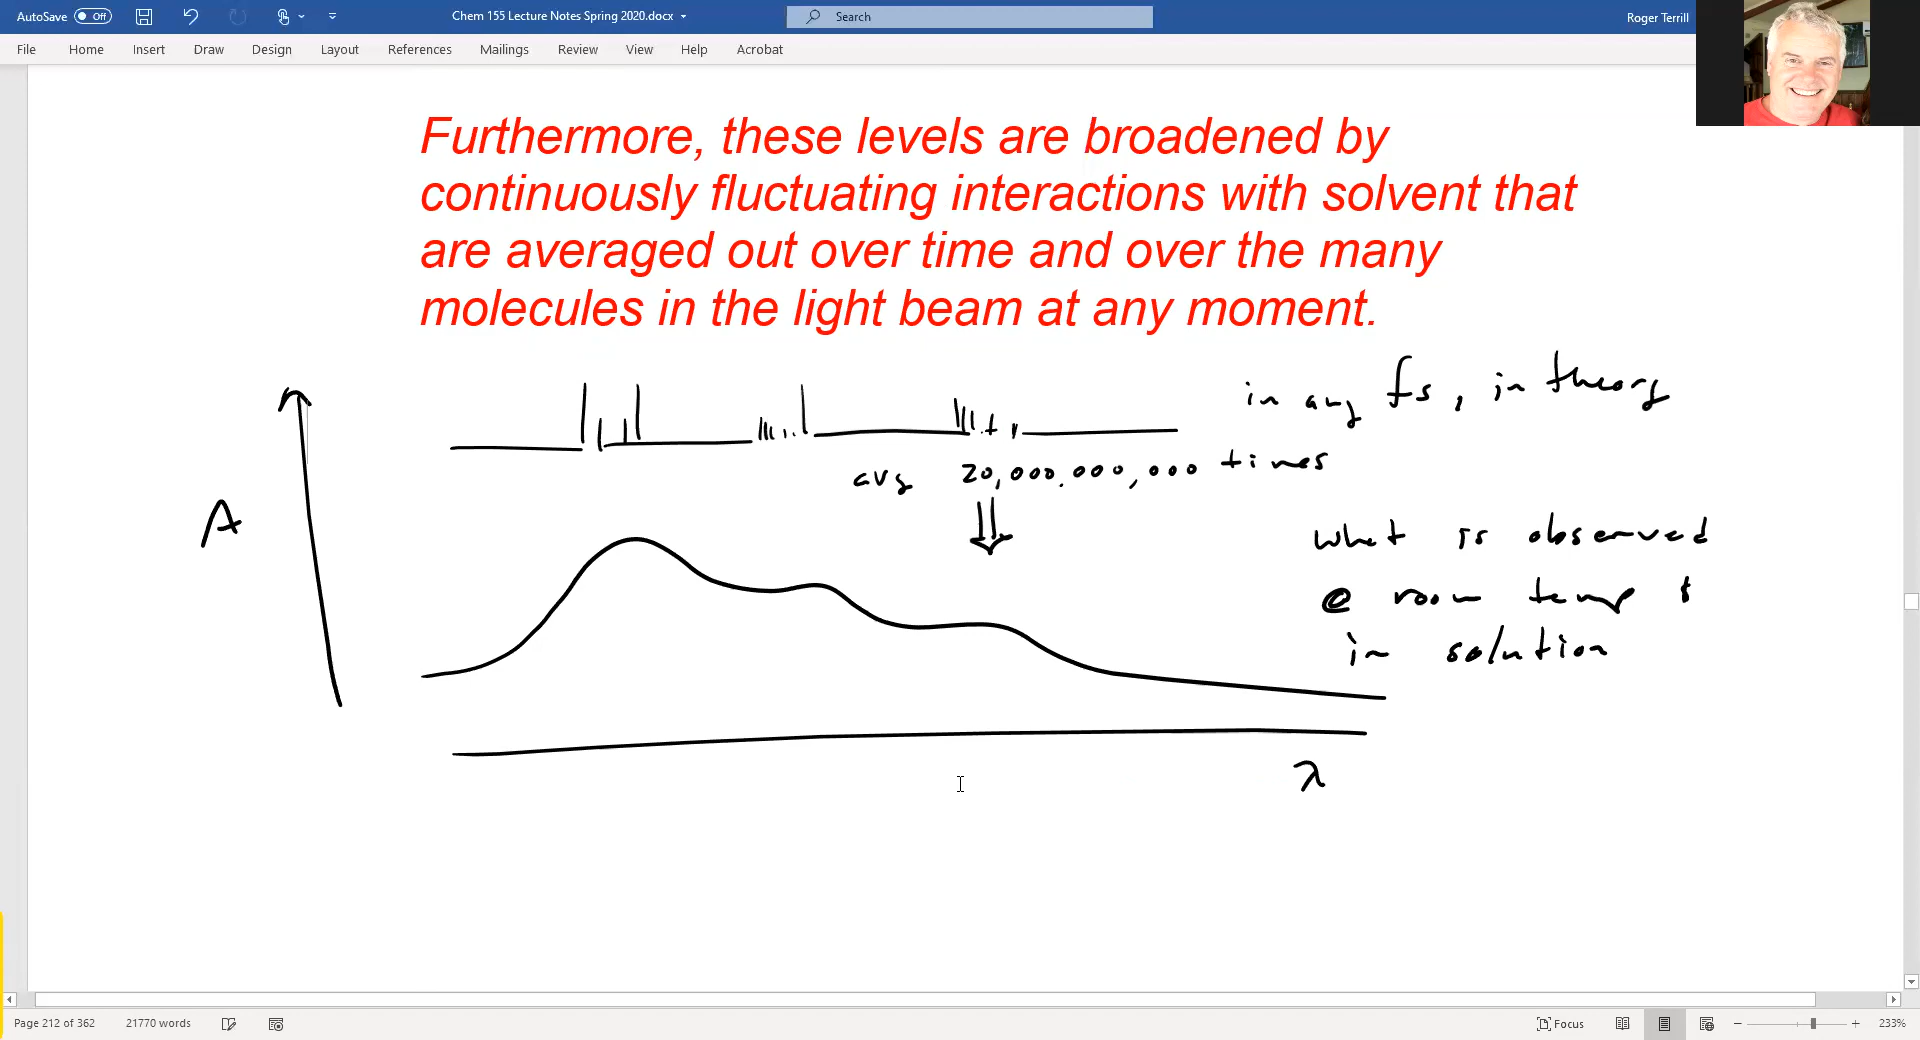 AutoSave Off Chem 155 Lecture Notes Spring 2020.docx Search Roger Terrill
File Home Insert Draw Design Layout References Mailings Review View Help Acrobat
Furthermore, these levels are broadened by
continuously fluctuating interactions with solvent that
are averaged out over time and over the many
molecules in the light beam at any moment.
in any fs, in theory
avg 20,000,000,000 times
A
what is observed
@ room temp &
in solution
λ
Page 212 of 362 21770 words Focus 233%